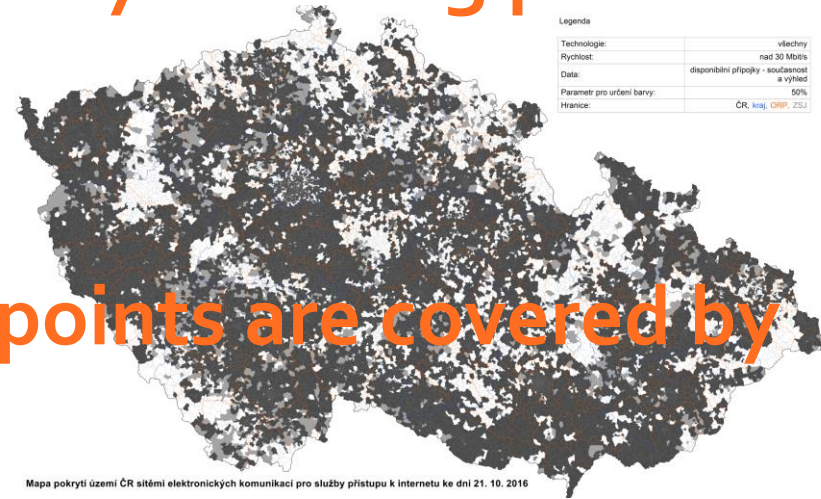 Legenda
Technologie: všechny
Rychlost: nad 30 Mbit/s
Data: disponibilní přípojky - současnost
a výhled
Parametr pro určení barvy: 50%
Hranice: ČR, kraj, ORP, ZSJ
points are covered by
Mapa pokrytí území ČR sítěmi elektronických komunikací pro služby přístupu k internetu ke dni 21. 10. 2016